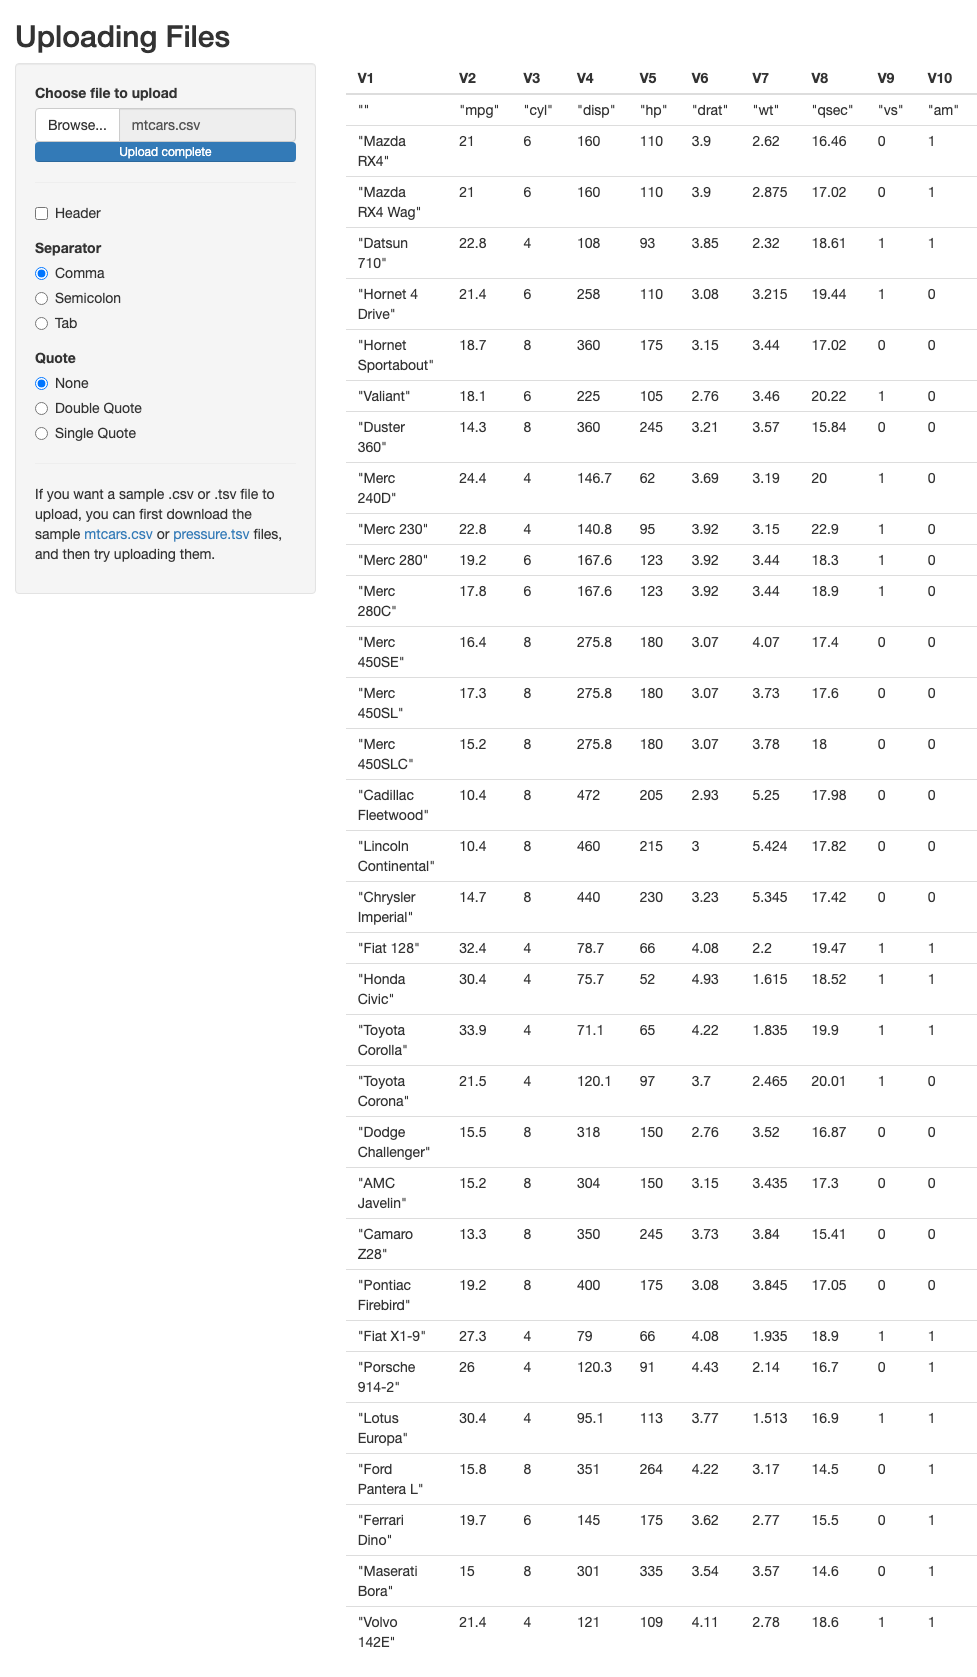 Uploading Files
Choose file to upload
Browse... mtcars.csv
Upload complete
Header
Separator
Comma
Semicolon
Tab
Quote
None
Double Quote
Single Quote
If you want a sample .csv or .tsv file to
upload, you can first download the
sample mtcars.csv or pressure.tsv files,
and then try uploading them.
V1 V2 V3 V4 V5 V6 V7 V8 V9 V10
"" "mpg" "cyl" "disp" "hp" "drat" "wt" "qsec" "vs" "am"
"Mazda 21 6 160 110 3.9 2.62 16.46 0 1
RX4"
"Mazda 21 6 160 110 3.9 2.875 17.02 0 1
RX4 Wag"
"Datsun 22.8 4 108 93 3.85 2.32 18.61 1 1
710"
"Hornet 4 21.4 6 258 110 3.08 3.215 19.44 1 0
Drive"
"Hornet 18.7 8 360 175 3.15 3.44 17.02 0 0
Sportabout"
"Valiant" 18.1 6 225 105 2.76 3.46 20.22 1 0
"Duster 14.3 8 360 245 3.21 3.57 15.84 0 0
360"
"Merc 24.4 4 146.7 62 3.69 3.19 20 1 0
240D"
"Merc 230" 22.8 4 140.8 95 3.92 3.15 22.9 1 0
"Merc 280" 19.2 6 167.6 123 3.92 3.44 18.3 1 0
"Merc 17.8 6 167.6 123 3.92 3.44 18.9 1 0
280C"
"Merc 16.4 8 275.8 180 3.07 4.07 17.4 0 0
450SE"
"Merc 17.3 8 275.8 180 3.07 3.73 17.6 0 0
450SL"
"Merc 15.2 8 275.8 180 3.07 3.78 18 0 0
450SLC"
"Cadillac 10.4 8 472 205 2.93 5.25 17.98 0 0
Fleetwood"
"Lincoln 10.4 8 460 215 3 5.424 17.82 0 0
Continental"
"Chrysler 14.7 8 440 230 3.23 5.345 17.42 0 0
Imperial"
"Fiat 128" 32.4 4 78.7 66 4.08 2.2 19.47 1 1
"Honda 30.4 4 75.7 52 4.93 1.615 18.52 1 1
Civic"
"Toyota 33.9 4 71.1 65 4.22 1.835 19.9 1 1
Corolla"
"Toyota 21.5 4 120.1 97 3.7 2.465 20.01 1 0
Corona"
"Dodge 15.5 8 318 150 2.76 3.52 16.87 0 0
Challenger"
"AMC 15.2 8 304 150 3.15 3.435 17.3 0 0
Javelin"
"Camaro 13.3 8 350 245 3.73 3.84 15.41 0 0
Z28"
"Pontiac 19.2 8 400 175 3.08 3.845 17.05 0 0
Firebird"
"Fiat X1-9" 27.3 4 79 66 4.08 1.935 18.9 1 1
"Porsche 26 4 120.3 91 4.43 2.14 16.7 0 1
914-2"
"Lotus 30.4 4 95.1 113 3.77 1.513 16.9 1 1
Europa"
"Ford 15.8 8 351 264 4.22 3.17 14.5 0 1
Pantera L"
"Ferrari 19.7 6 145 175 3.62 2.77 15.5 0 1
Dino"
"Maserati 15 8 301 335 3.54 3.57 14.6 0 1
Bora"
"Volvo 21.4 4 121 109 4.11 2.78 18.6 1 1
142E"